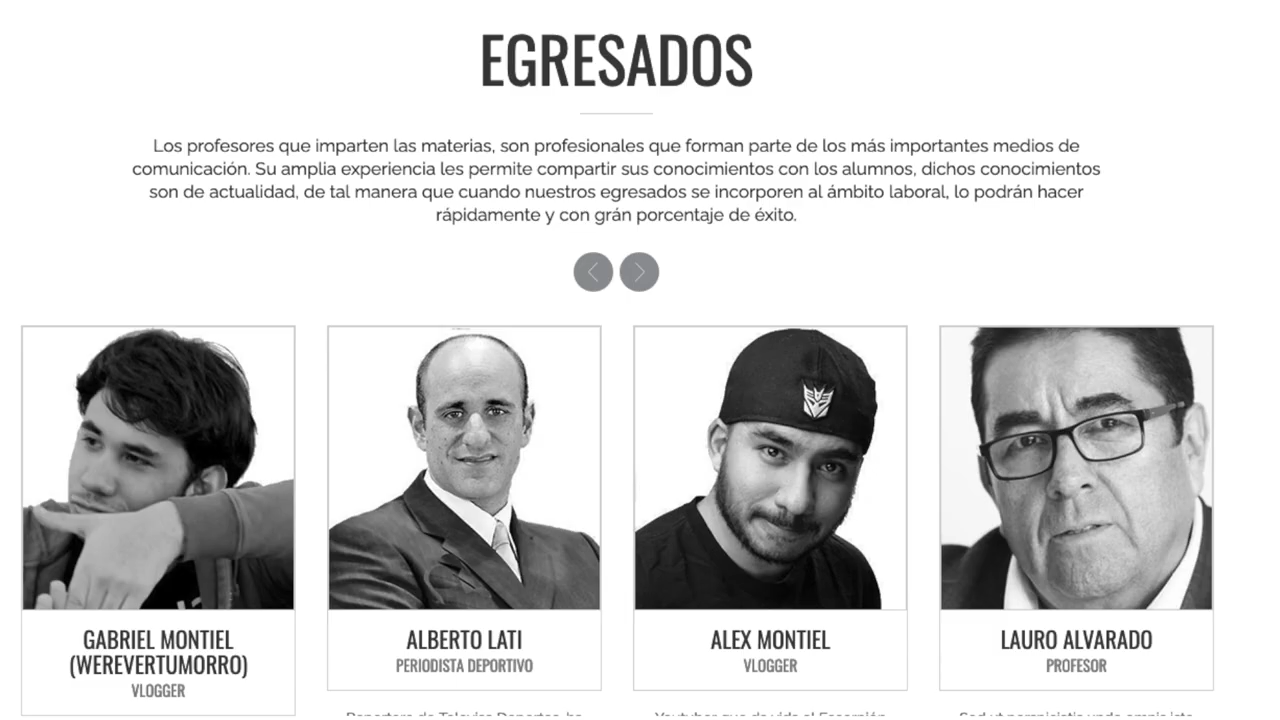 EGRESADOS
Los profesores que imparten las materias, son profesionales que forman parte de los más importantes medios de
comunicación. Su amplia experiencia les permite compartir sus conocimientos con los alumnos, dichos conocimientos
son de actualidad, de tal manera que cuando nuestros egresados se incorporen al ámbito laboral, lo podrán hacer
rápidamente y con grán porcentaje de éxito.
GABRIEL MONTIEL
(WEREVERTUMORRO)
VLOGGER
ALBERTO LATI
PERIODISTA DEPORTIVO
ALEX MONTIEL
VLOGGER
LAURO ALVARADO
PROFESOR